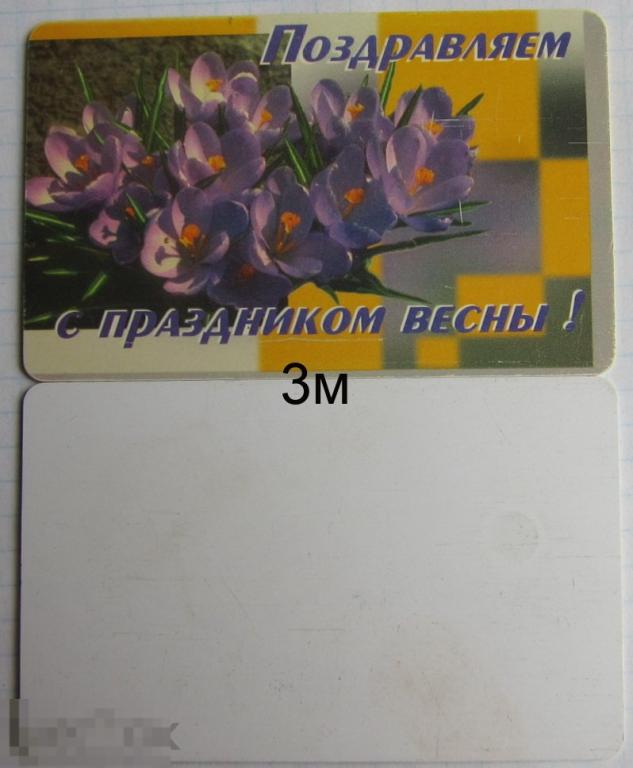 Поздравляем
с праздником весны !
3м